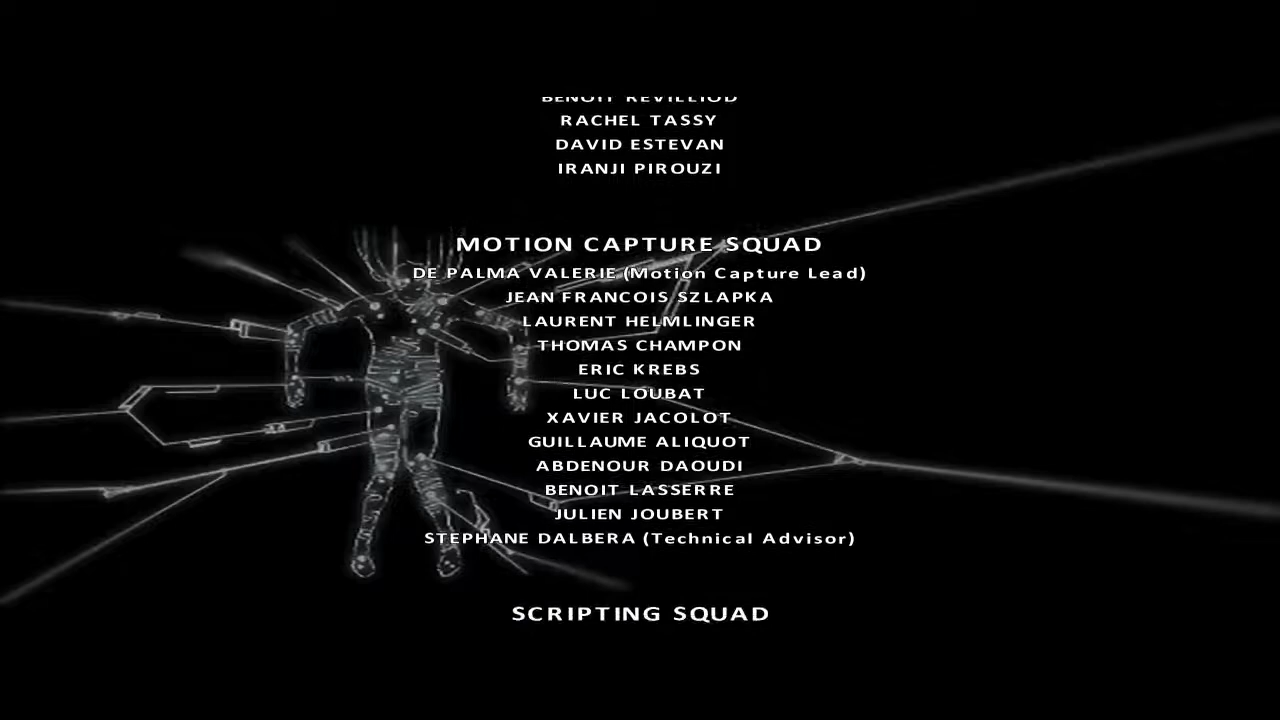 BENOIT REVILLIOD
RACHEL TASSY
DAVID ESTEVAN
IRANJI PIROUZI
MOTION CAPTURE SQUAD
DE PALMA VALERIE (Motion Capture Lead)
JEAN FRANCOIS SZLAPKA
LAURENT HELMLINGER
THOMAS CHAMPON
ERIC KREBS
LUC LOUBAT
XAVIER JACOLOT
GUILLAUME ALIQUOT
ABDENOUR DAOUDI
BENOIT LASSERRE
JULIEN JOUBERT
STEPHANE DALBERA (Technical Advisor)
SCRIPTING SQUAD